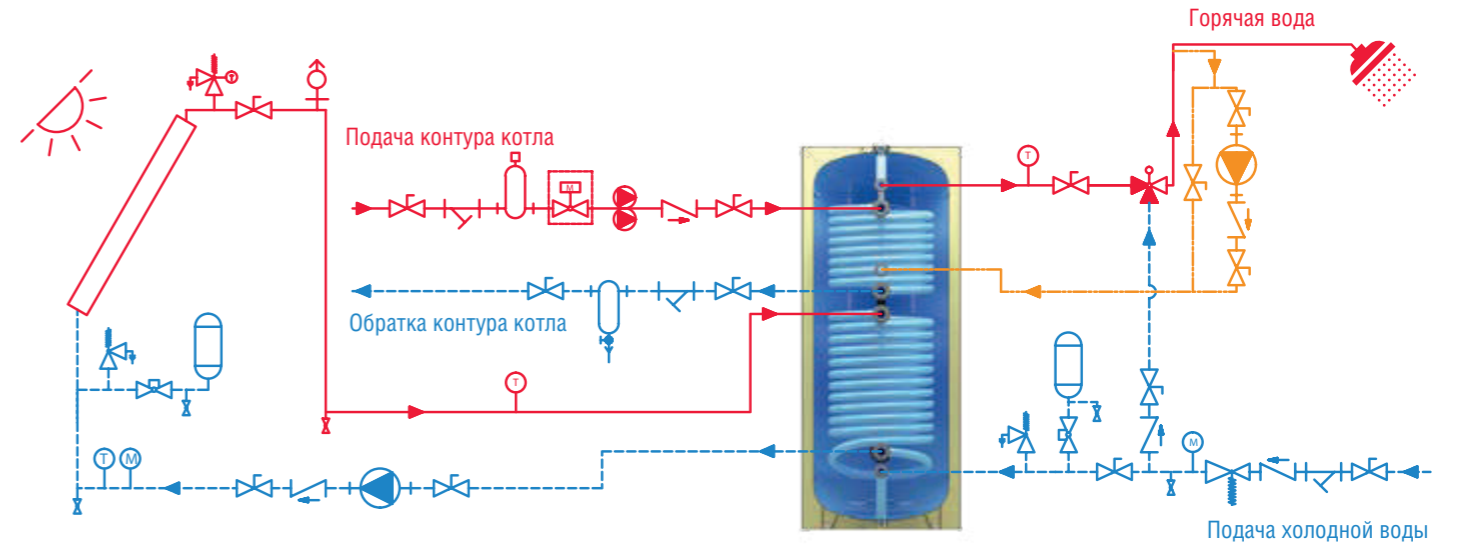 Горячая вода
T
Подача контура котла
T
M
Обратка контура котла
T
M
T
M
Подача холодной воды